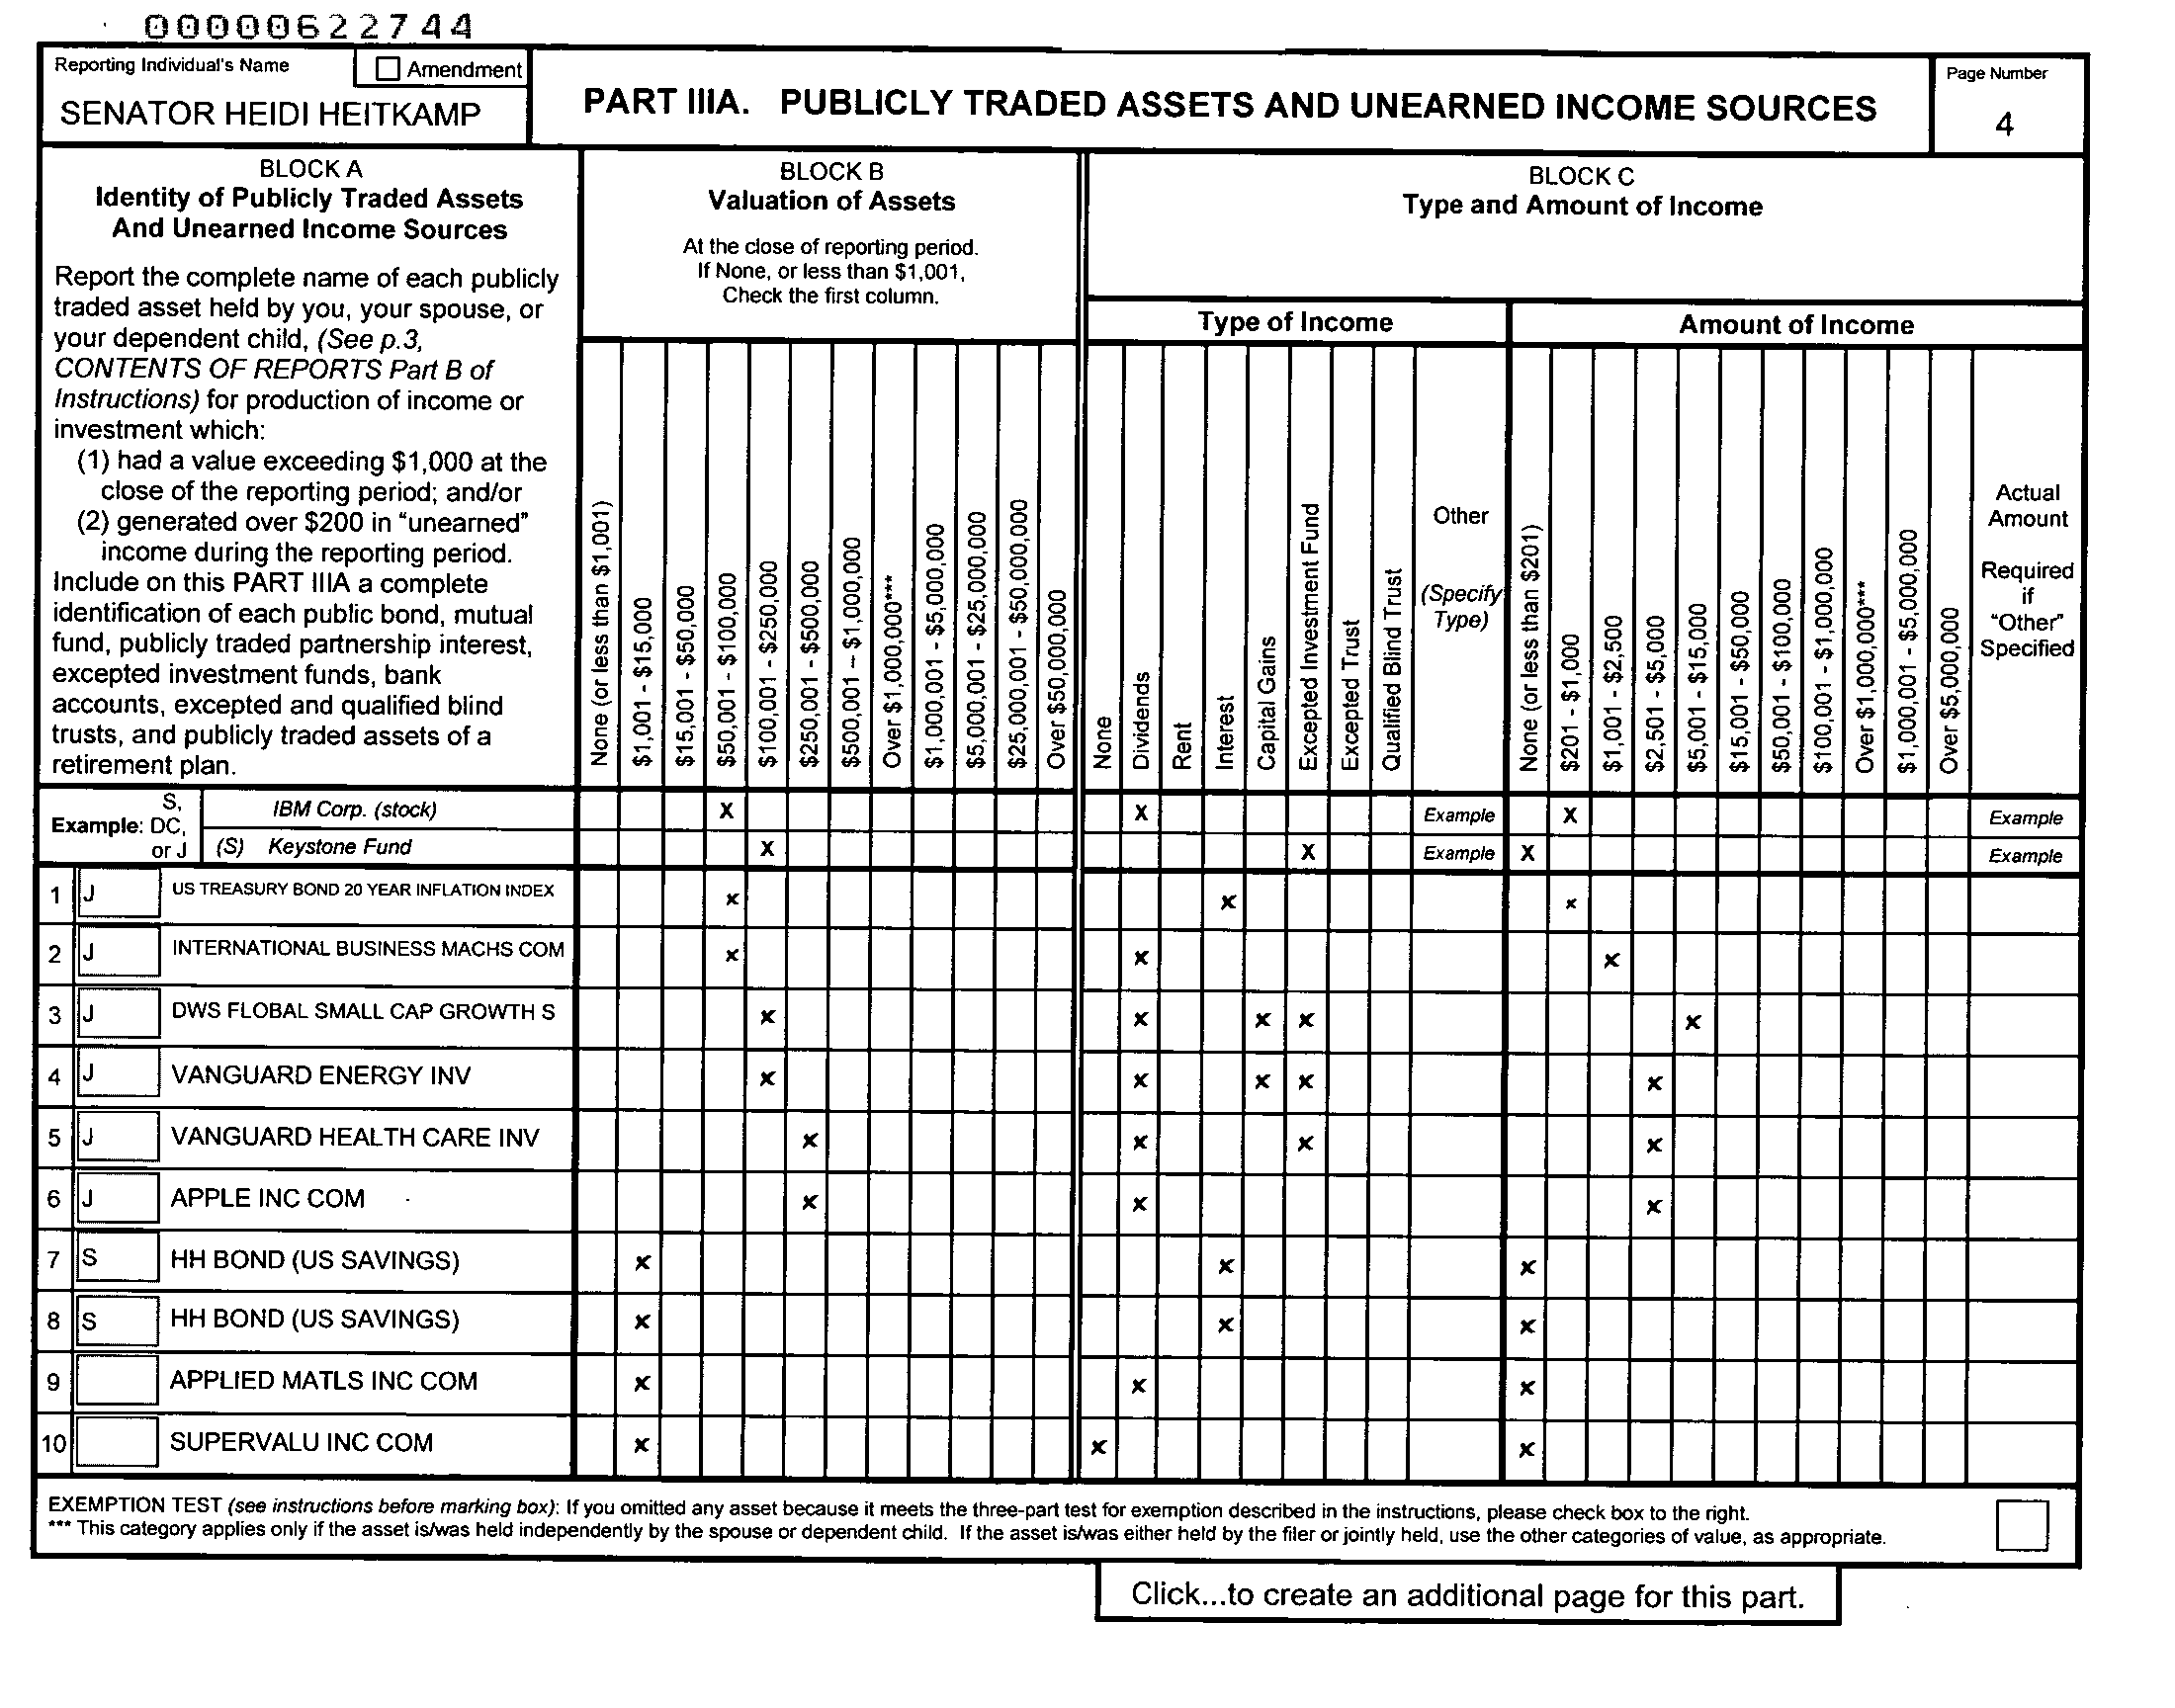 00000622744
Reporting Individual's Name
Amendment
SENATOR HEIDI HEITKAMP
PART IIIA. PUBLICLY TRADED ASSETS AND UNEARNED INCOME SOURCES
Page Number
4
BLOCK A
Identity of Publicly Traded Assets
And Unearned Income Sources
Report the complete name of each publicly
traded asset held by you, your spouse, or
your dependent child, (See p.3,
CONTENTS OF REPORTS Part B of
Instructions) for production of income or
investment which:
(1) had a value exceeding $1,000 at the
close of the reporting period; and/or
(2) generated over $200 in "unearned"
income during the reporting period.
Include on this PART IIIA a complete
identification of each public bond, mutual
fund, publicly traded partnership interest,
excepted investment funds, bank
accounts, excepted and qualified blind
trusts, and publicly traded assets of a
retirement plan.
BLOCK B
Valuation of Assets
At the close of reporting period.
If None, or less than $1,001,
Check the first column.
None (or less than $1,001)
$1,001 - $15,000
$15,001 - $50,000
$50,001 - $100,000
$100,001 - $250,000
$250,001 - $500,000
$500,001 – $1,000,000
Over $1,000,000***
$1,000,001 - $5,000,000
$5,000,001 - $25,000,000
$25,000,001 - $50,000,000
Over $50,000,000
BLOCK C
Type and Amount of Income
Type of Income
None
Dividends
Rent
Interest
Capital Gains
Excepted Investment Fund
Excepted Trust
Qualified Blind Trust
Other
(Specify
Type)
Amount of Income
None (or less than $201)
$201 - $1,000
$1,001 - $2,500
$2,501 - $5,000
$5,001 - $15,000
$15,001 - $50,000
$50,001 - $100,000
$100,001 - $1,000,000
Over $1,000,000***
$1,000,001 - $5,000,000
Over $5,000,000
Actual
Amount
Required
if
"Other"
Specified
Example: S, DC, or J
IBM Corp. (stock) X X Example X Example
(S) Keystone Fund X X Example X Example
1 J US TREASURY BOND 20 YEAR INFLATION INDEX x x x
2 J INTERNATIONAL BUSINESS MACHS COM x x x
3 J DWS FLOBAL SMALL CAP GROWTH S x x x x x
4 J VANGUARD ENERGY INV x x x x x
5 J VANGUARD HEALTH CARE INV x x x x
6 J APPLE INC COM x x x
7 S HH BOND (US SAVINGS) x x x
8 S HH BOND (US SAVINGS) x x x
9 APPLIED MATLS INC COM x x x
10 SUPERVALU INC COM x x x
EXEMPTION TEST (see instructions before marking box): If you omitted any asset because it meets the three-part test for exemption described in the instructions, please check box to the right.
*** This category applies only if the asset is/was held independently by the spouse or dependent child. If the asset is/was either held by the filer or jointly held, use the other categories of value, as appropriate.
Click...to create an additional page for this part.